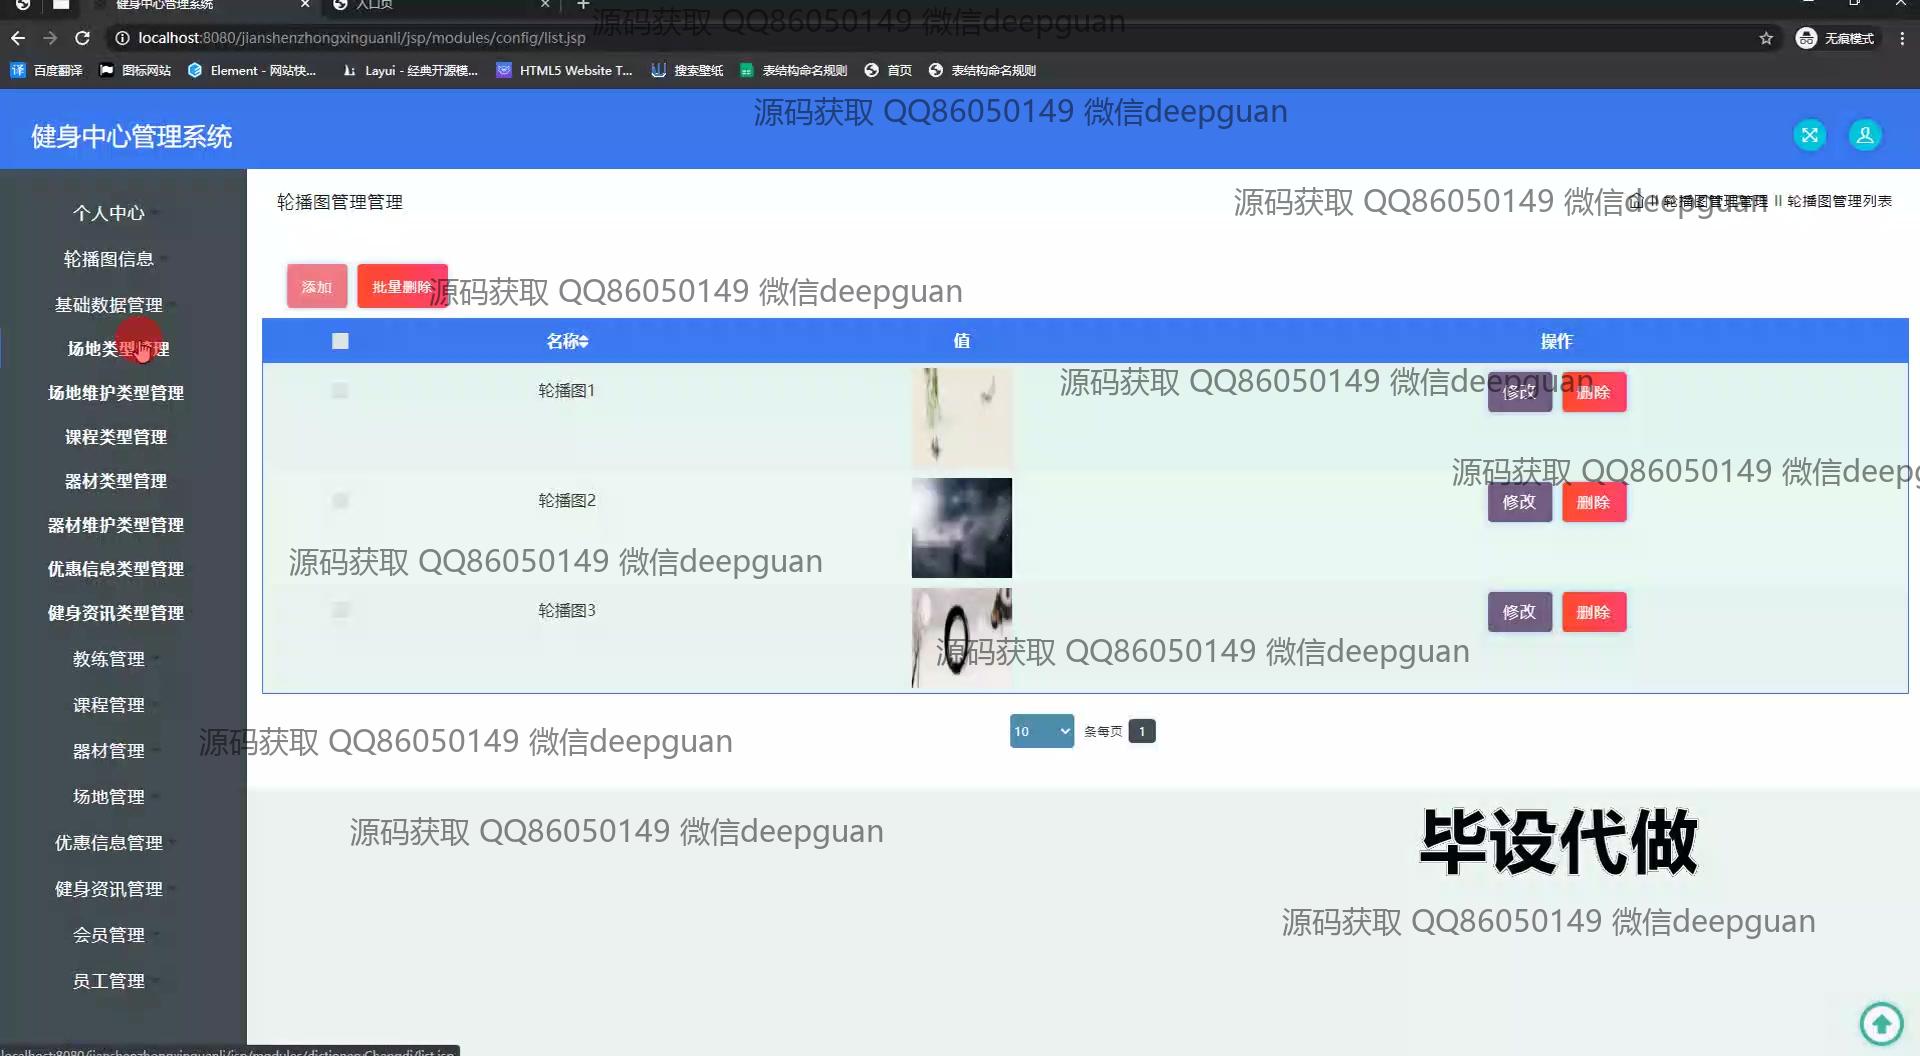 健身中心管理系统
入口页
localhost:8080/jianshenzhongxinguanli/jsp/modules/config/list.jsp
无痕模式
源码获取 QQ86050149 微信deepguan
百度翻译
图标网站
Element - 网站快...
Layui - 经典开源模...
HTML5 Website T...
搜索壁纸
表结构命名规则
首页
表结构命名规则
健身中心管理系统
源码获取 QQ86050149 微信deepguan
个人中心
轮播图信息
基础数据管理
场地类型管理
场地维护类型管理
课程类型管理
器材类型管理
器材维护类型管理
优惠信息类型管理
健身资讯类型管理
教练管理
课程管理
器材管理
场地管理
优惠信息管理
健身资讯管理
会员管理
员工管理
轮播图管理管理
源码获取 QQ86050149 微信deepguan
轮播图管理管理 \\ 轮播图管理列表
添加
批量删除
源码获取 QQ86050149 微信deepguan
名称
值
操作
轮播图1
修改
删除
源码获取 QQ86050149 微信deepguan
轮播图2
修改
删除
源码获取 QQ86050149 微信deepg
源码获取 QQ86050149 微信deepguan
轮播图3
修改
删除
源码获取 QQ86050149 微信deepguan
10
条每页
1
源码获取 QQ86050149 微信deepguan
源码获取 QQ86050149 微信deepguan
毕设代做
源码获取 QQ86050149 微信deepguan